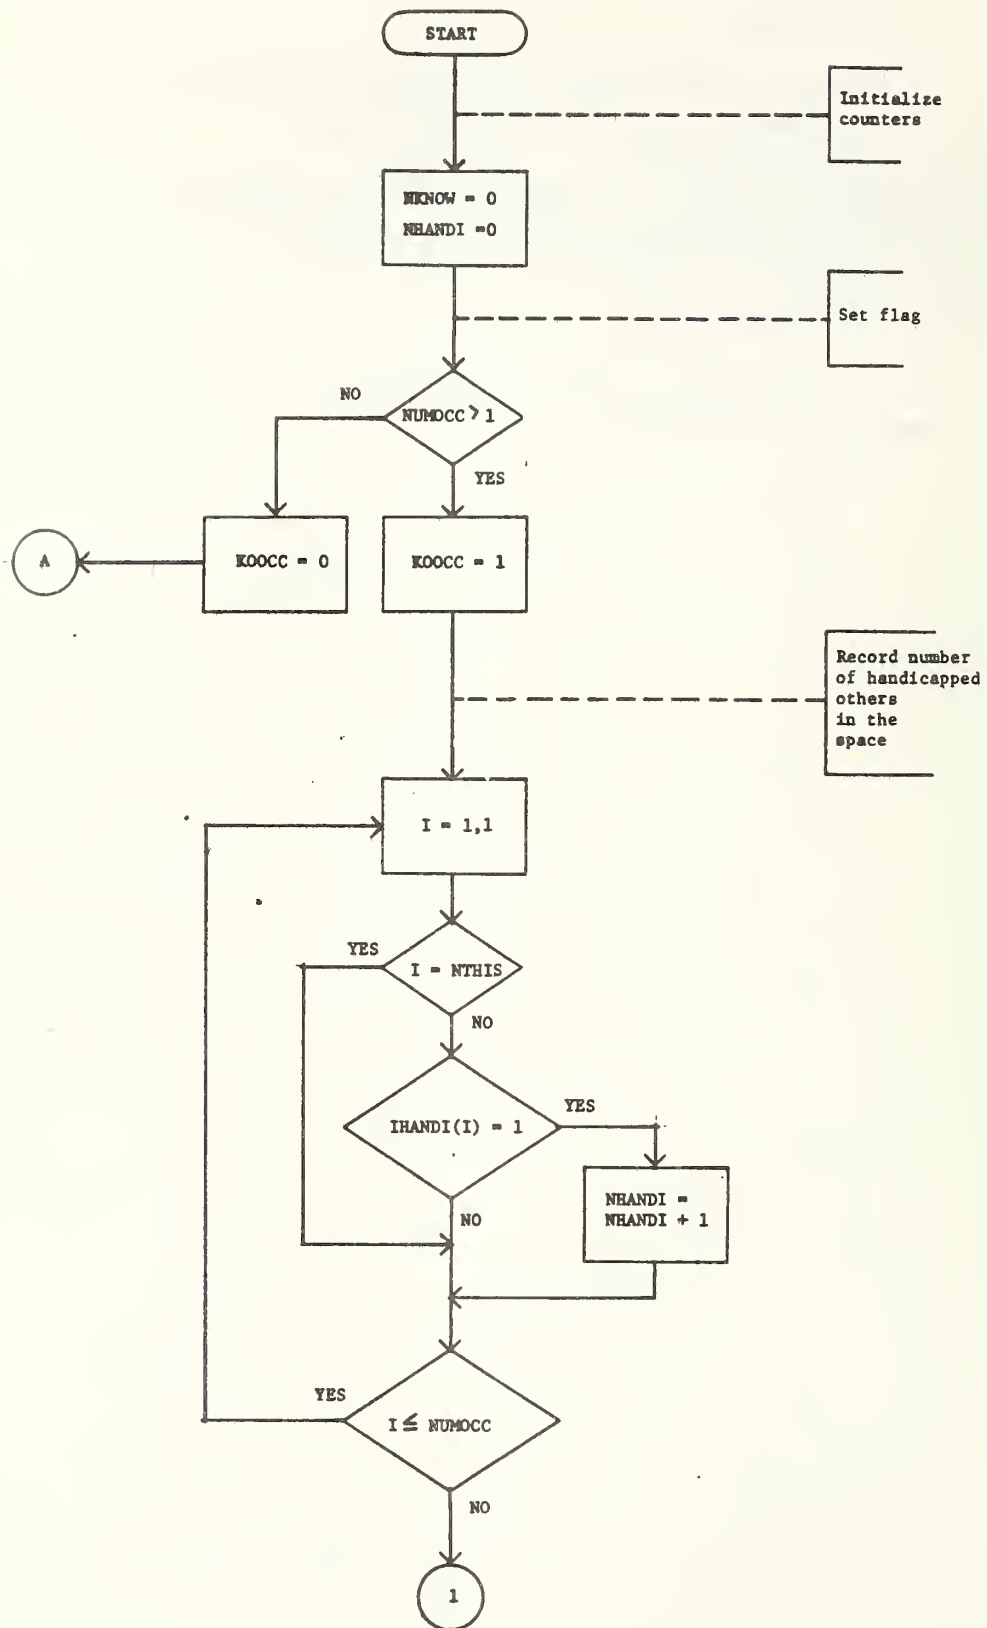 START
Initialize
counters
NKNOW = 0
NHANDI =0
Set flag
NO
NUMOCC > 1
YES
A
KOOCC = 0
KOOCC = 1
Record number
of handicapped
others
in the
space
I = 1,1
YES
I = NTHIS
NO
IHANDI(I) = 1
YES
NHANDI =
NHANDI + 1
NO
YES
I ≦ NUMOCC
NO
1